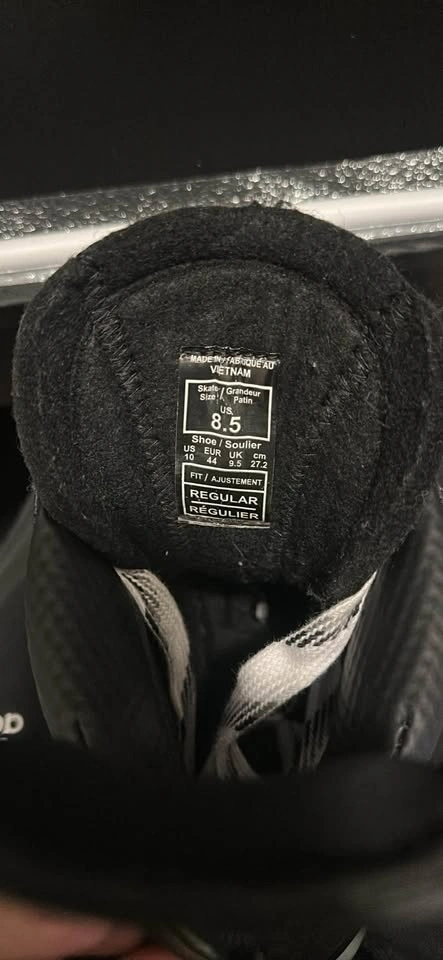 MADE IN / FABRIQUÉ AU
VIETNAM
Skate / Grandeur
Size / Patin
US
8.5
Shoe / Soulier
US EUR UK cm
10 44 9.5 27.2
FIT / AJUSTEMENT
REGULAR
RÉGULIER
OD